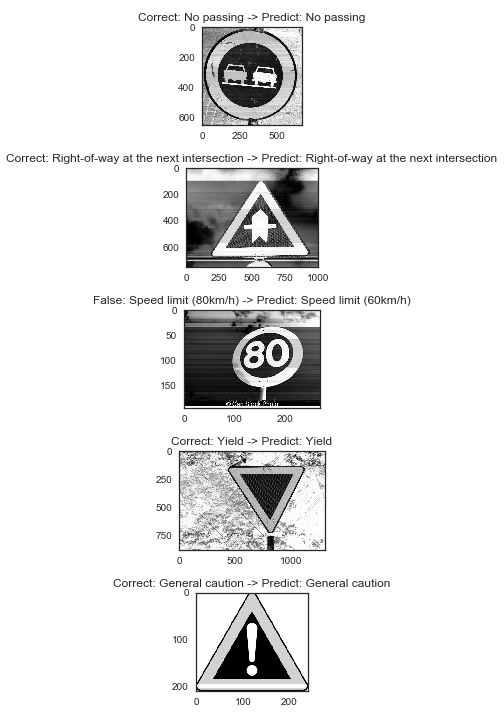 Correct: No passing -> Predict: No passing
0
200
400
600
0 250 500
Correct: Right-of-way at the next intersection -> Predict: Right-of-way at the next intersection
0
200
400
600
0 250 500 750 1000
False: Speed limit (80km/h) -> Predict: Speed limit (60km/h)
0
50
100
150
80
© Can Stock Photo
0 100 200
Correct: Yield -> Predict: Yield
0
250
500
750
0 500 1000
Correct: General caution -> Predict: General caution
0
100
200
!
0 100 200